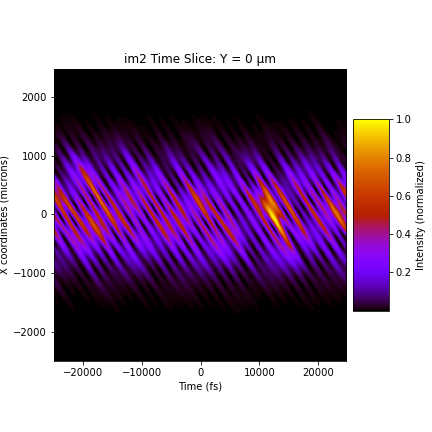 im2 Time Slice: Y = 0 μm
2000
1000
0
−1000
−2000
X coordinates (microns)
−20000 −10000 0 10000 20000
Time (fs)
1.0
0.8
0.6
0.4
0.2
Intensity (normalized)